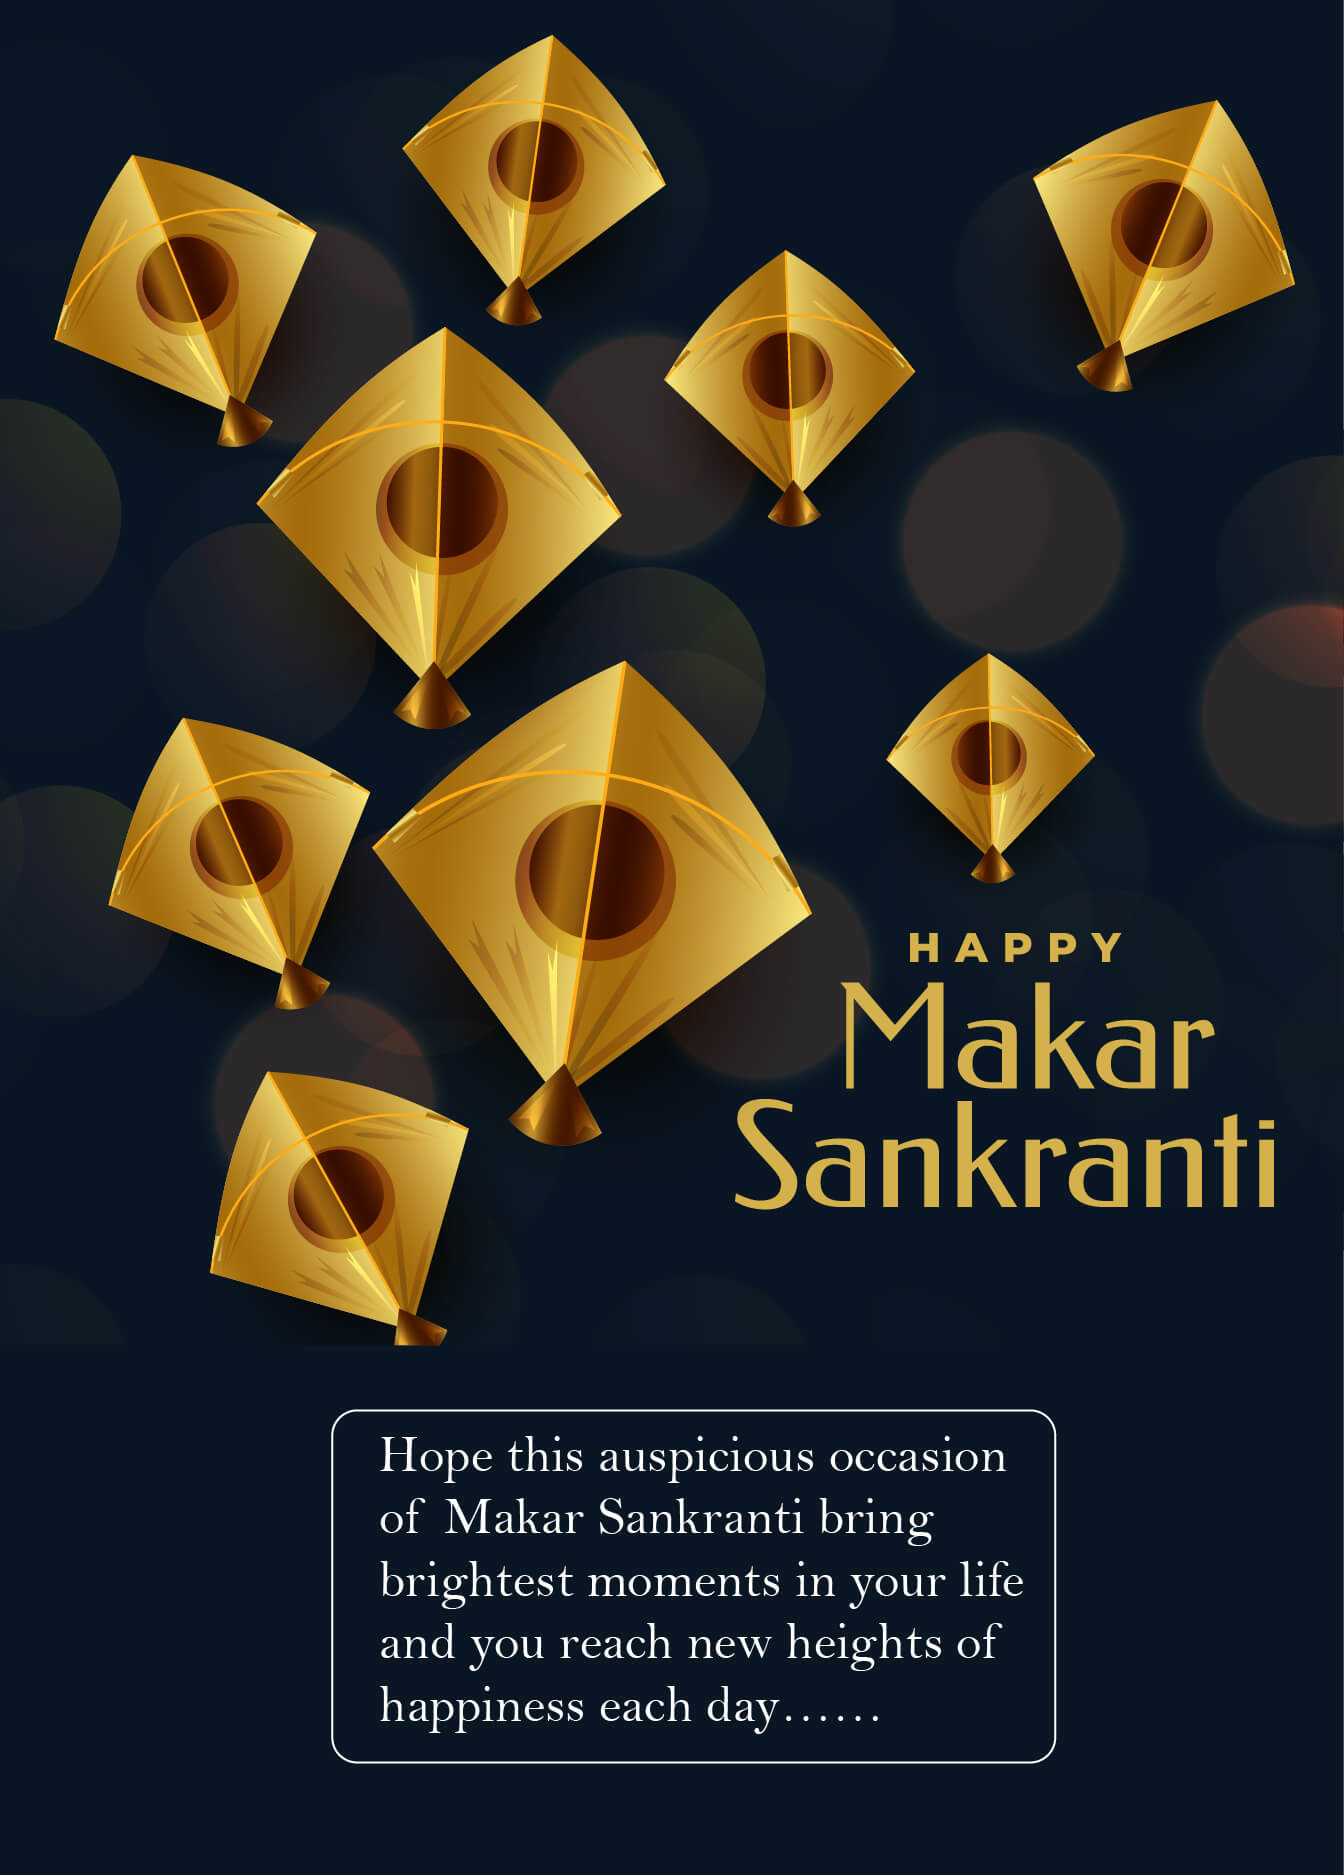 HAPPY
Makar
Sankranti
Hope this auspicious occasion
of Makar Sankranti bring
brightest moments in your life
and you reach new heights of
happiness each day......